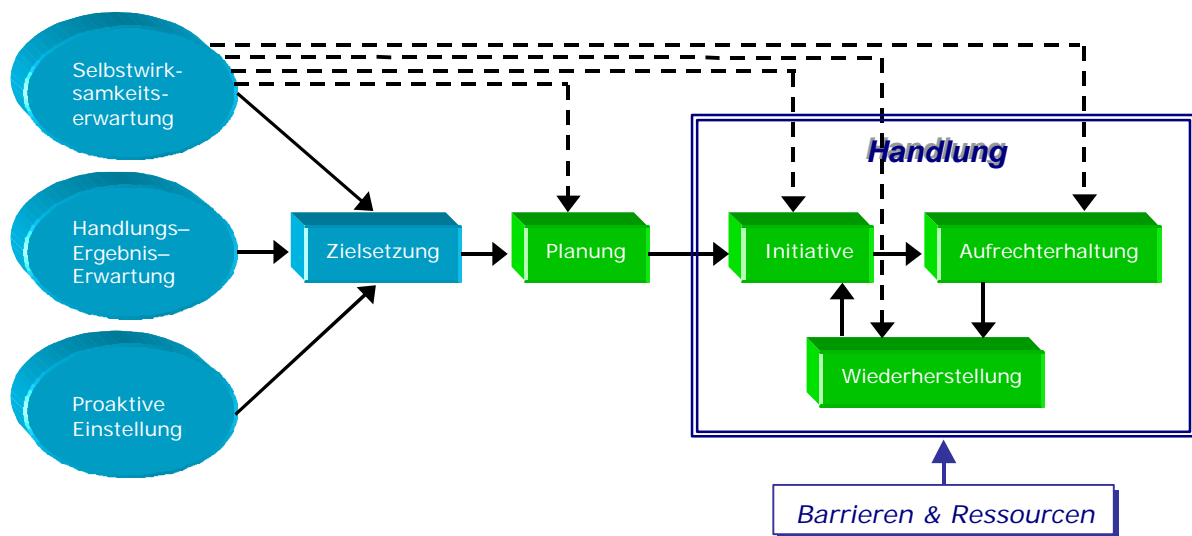 Selbstwirk-
samkeits-
erwartung
Handlung
Handlungs–
Ergebnis–
Erwartung
Zielsetzung
Planung
Initiative
Aufrechterhaltung
Wiederherstellung
Proaktive
Einstellung
Barrieren & Ressourcen